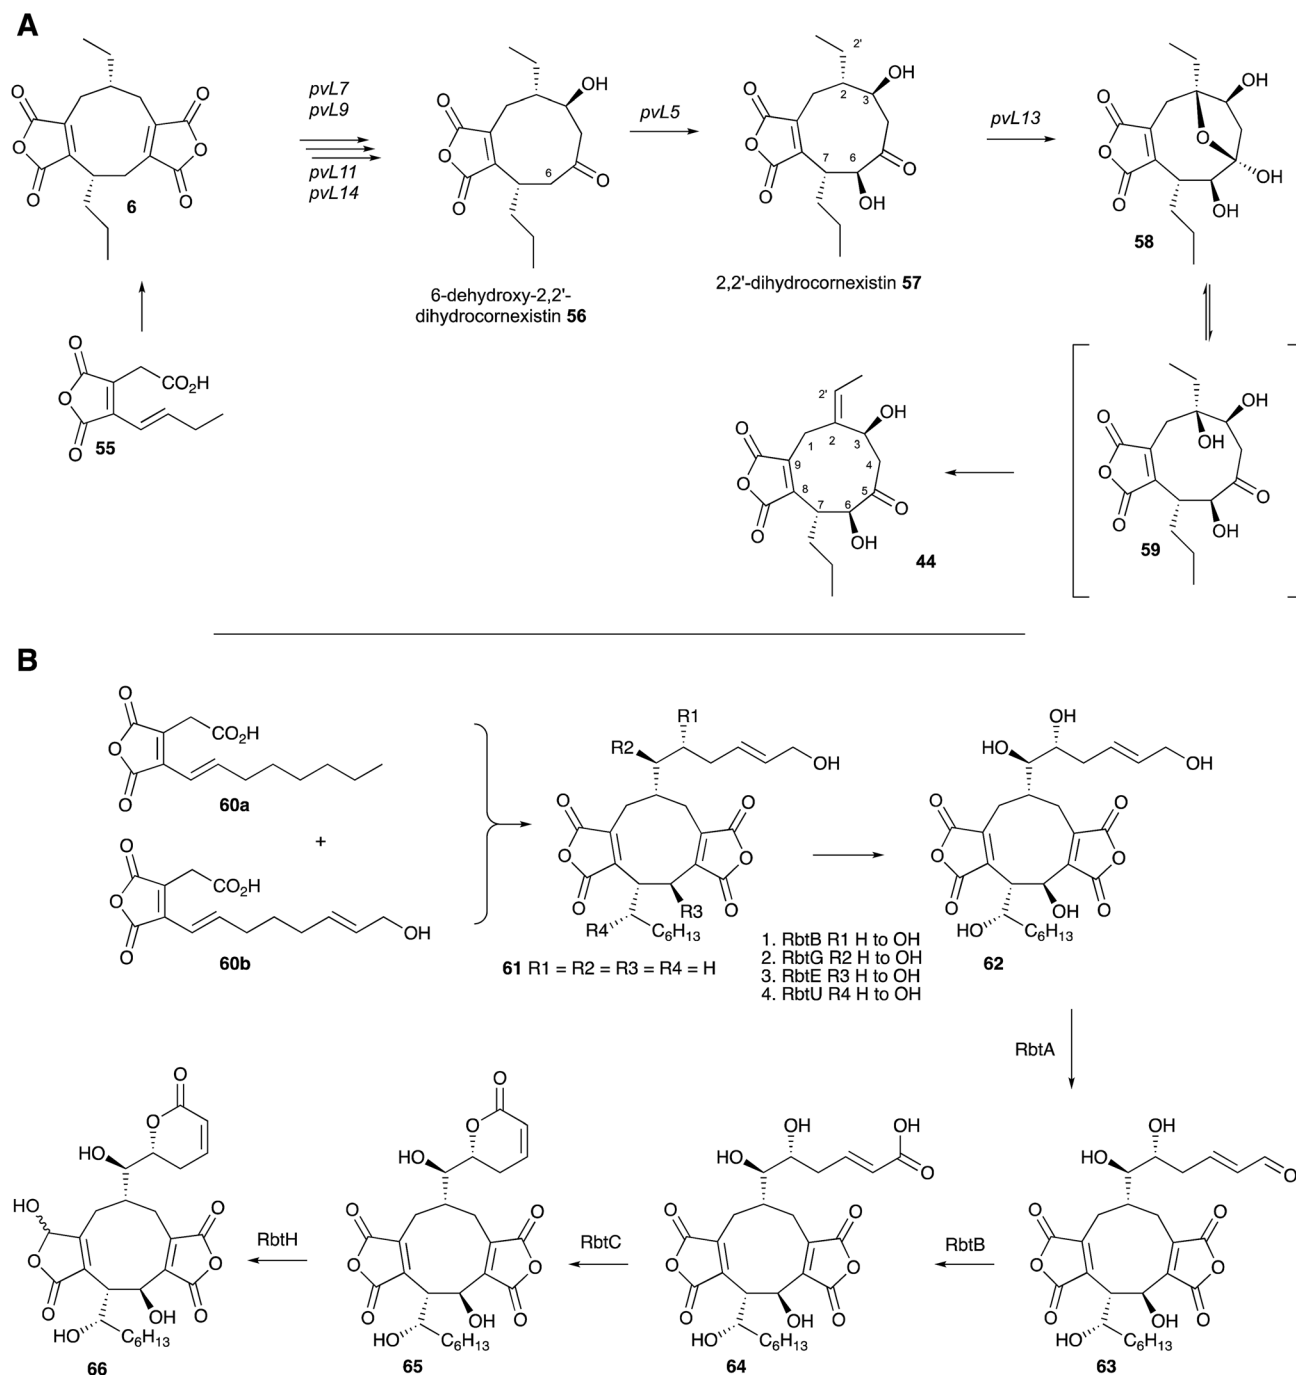 A
6
pvL7
pvL9
pvL11
pvL14
OH
O
6
6-dehydroxy-2,2'-
dihydrocornexistin 56
pvL5
2'
2
3
OH
7
6
O
OH
2,2'-dihydrocornexistin 57
pvL13
OH
O
OH
OH
58
O
CO2H
O
O
55
2'
OH
1
2
3
4
5
6
7
8
9
O
OH
44
OH
OH
O
OH
59
B
O
CO2H
O
O
60a
+
O
CO2H
O
O
OH
60b
R1
R2
OH
O
O
O
O
O
O
R3
R4
C6H13
61 R1 = R2 = R3 = R4 = H
1. RbtB R1 H to OH
2. RbtG R2 H to OH
3. RbtE R3 H to OH
4. RbtU R4 H to OH
OH
HO
OH
O
O
O
O
O
O
OH
HO
C6H13
62
RbtA
O
O
HO
HO
O
O
O
O
O
OH
HO
C6H13
66
RbtH
O
O
HO
O
O
O
O
O
O
OH
HO
C6H13
65
RbtC
OH
OH
HO
O
O
O
O
O
O
O
OH
HO
C6H13
64
RbtB
OH
HO
O
O
O
O
O
O
O
OH
HO
C6H13
63